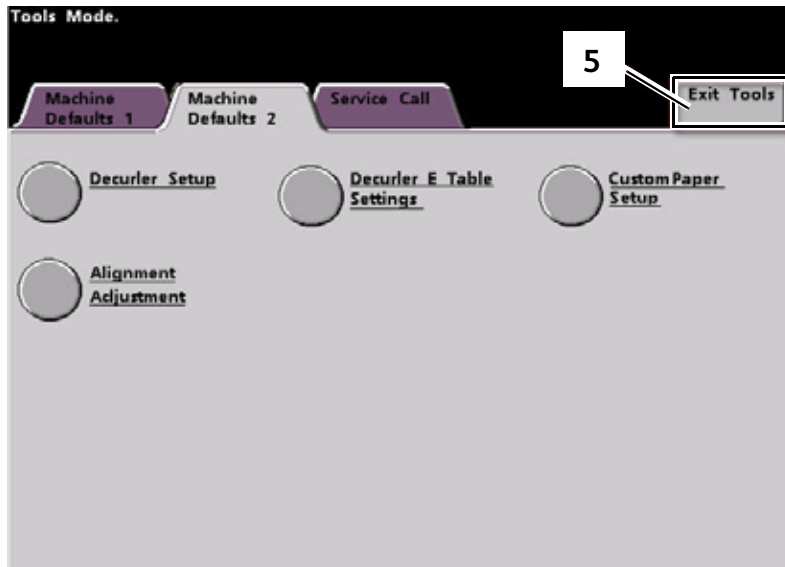 Tools Mode.
5
Exit Tools
Machine
Defaults 1
Machine
Defaults 2
Service Call
Decurler Setup
Decurler E Table
Settings
Custom Paper
Setup
Alignment
Adjustment